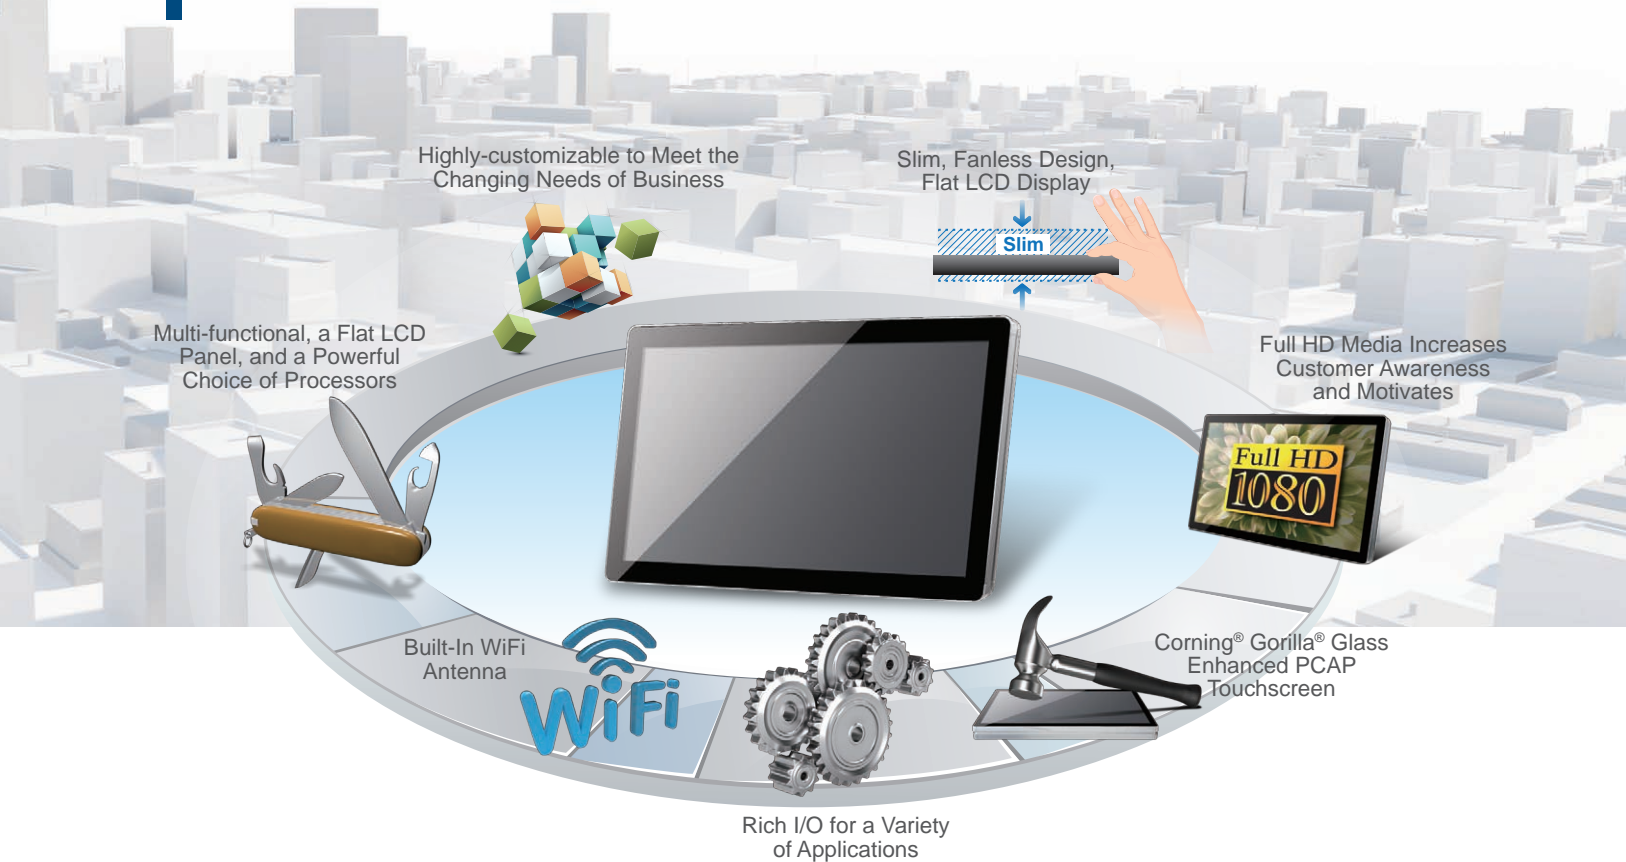 Highly-customizable to Meet the
Changing Needs of Business
Slim, Fanless Design,
Flat LCD Display
Slim
Multi-functional, a Flat LCD
Panel, and a Powerful
Choice of Processors
Full HD Media Increases
Customer Awareness
and Motivates
Full HD
1080
Built-In WiFi
Antenna
WiFi
Corning® Gorilla® Glass
Enhanced PCAP
Touchscreen
Rich I/O for a Variety
of Applications